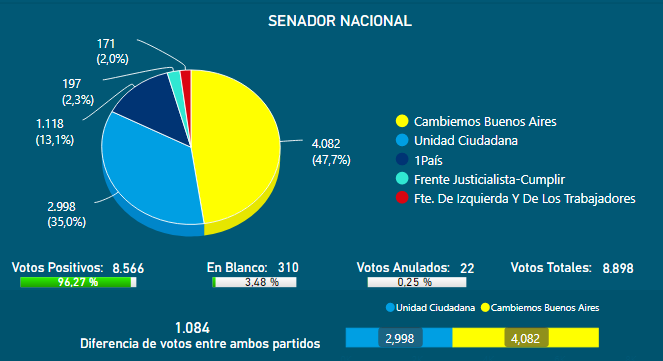 SENADOR NACIONAL
171
(2,0%)
197
(2,3%)
1.118
(13,1%)
2.998
(35,0%)
4.082
(47,7%)
Cambiemos Buenos Aires
Unidad Ciudadana
1País
Frente Justicialista-Cumplir
Fte. De Izquierda Y De Los Trabajadores
Votos Positivos: 8.566
96,27 %
En Blanco: 310
3,48 %
Votos Anulados: 22
0,25 %
Votos Totales: 8.898
1.084
Diferencia de votos entre ambos partidos
Unidad Ciudadana Cambiemos Buenos Aires
2,998 4,082